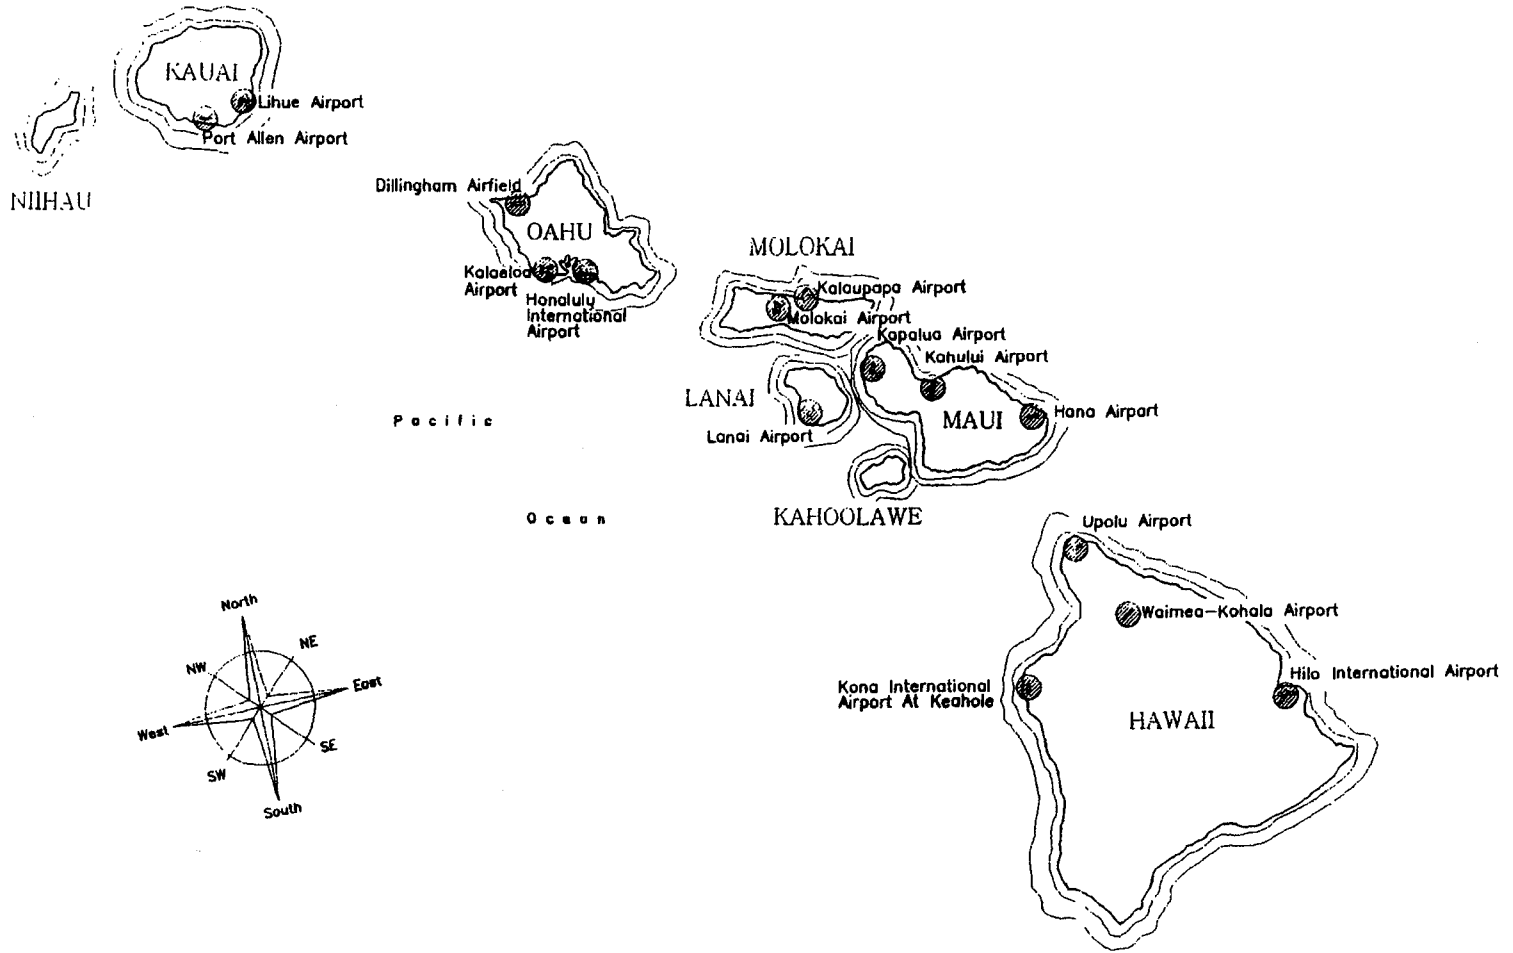 KAUAI
Lihue Airport
Port Allen Airport
NIIHAU
Dillingham Airfield
OAHU
Kalaeloa
Airport
Honaluly
International
Airport
MOLOKAI
Kalaupapa Airport
Molokai Airport
Kapalua Airport
Kahului Airport
LANAI
Lanai Airport
MAUI
Hana Airport
KAHOOLAWE
Pacific
Ocean
Upolu Airport
Waimea-Kohala Airport
Hilo International Airport
Kona International
Airport At Keahole
HAWAII
North
NE
NW
East
West
SE
SW
South